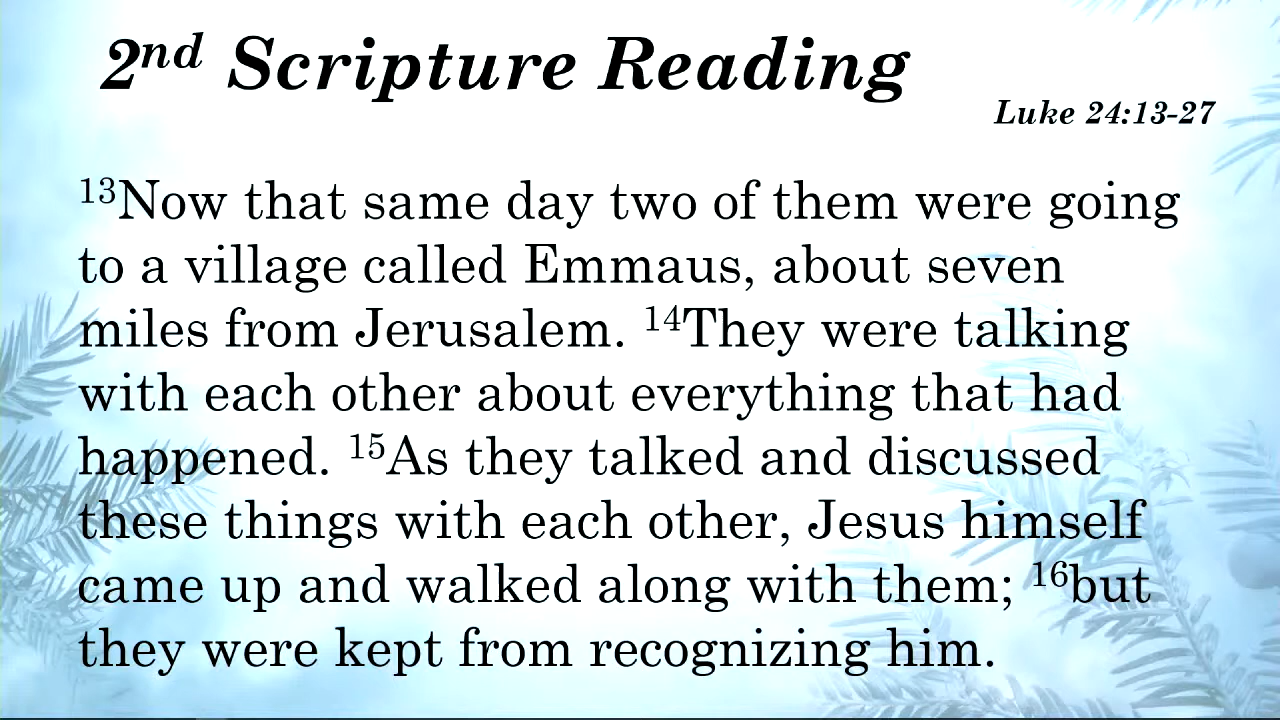 2nd Scripture Reading
Luke 24:13-27
13Now that same day two of them were going
to a village called Emmaus, about seven
miles from Jerusalem. 14They were talking
with each other about everything that had
happened. 15As they talked and discussed
these things with each other, Jesus himself
came up and walked along with them; 16but
they were kept from recognizing him.